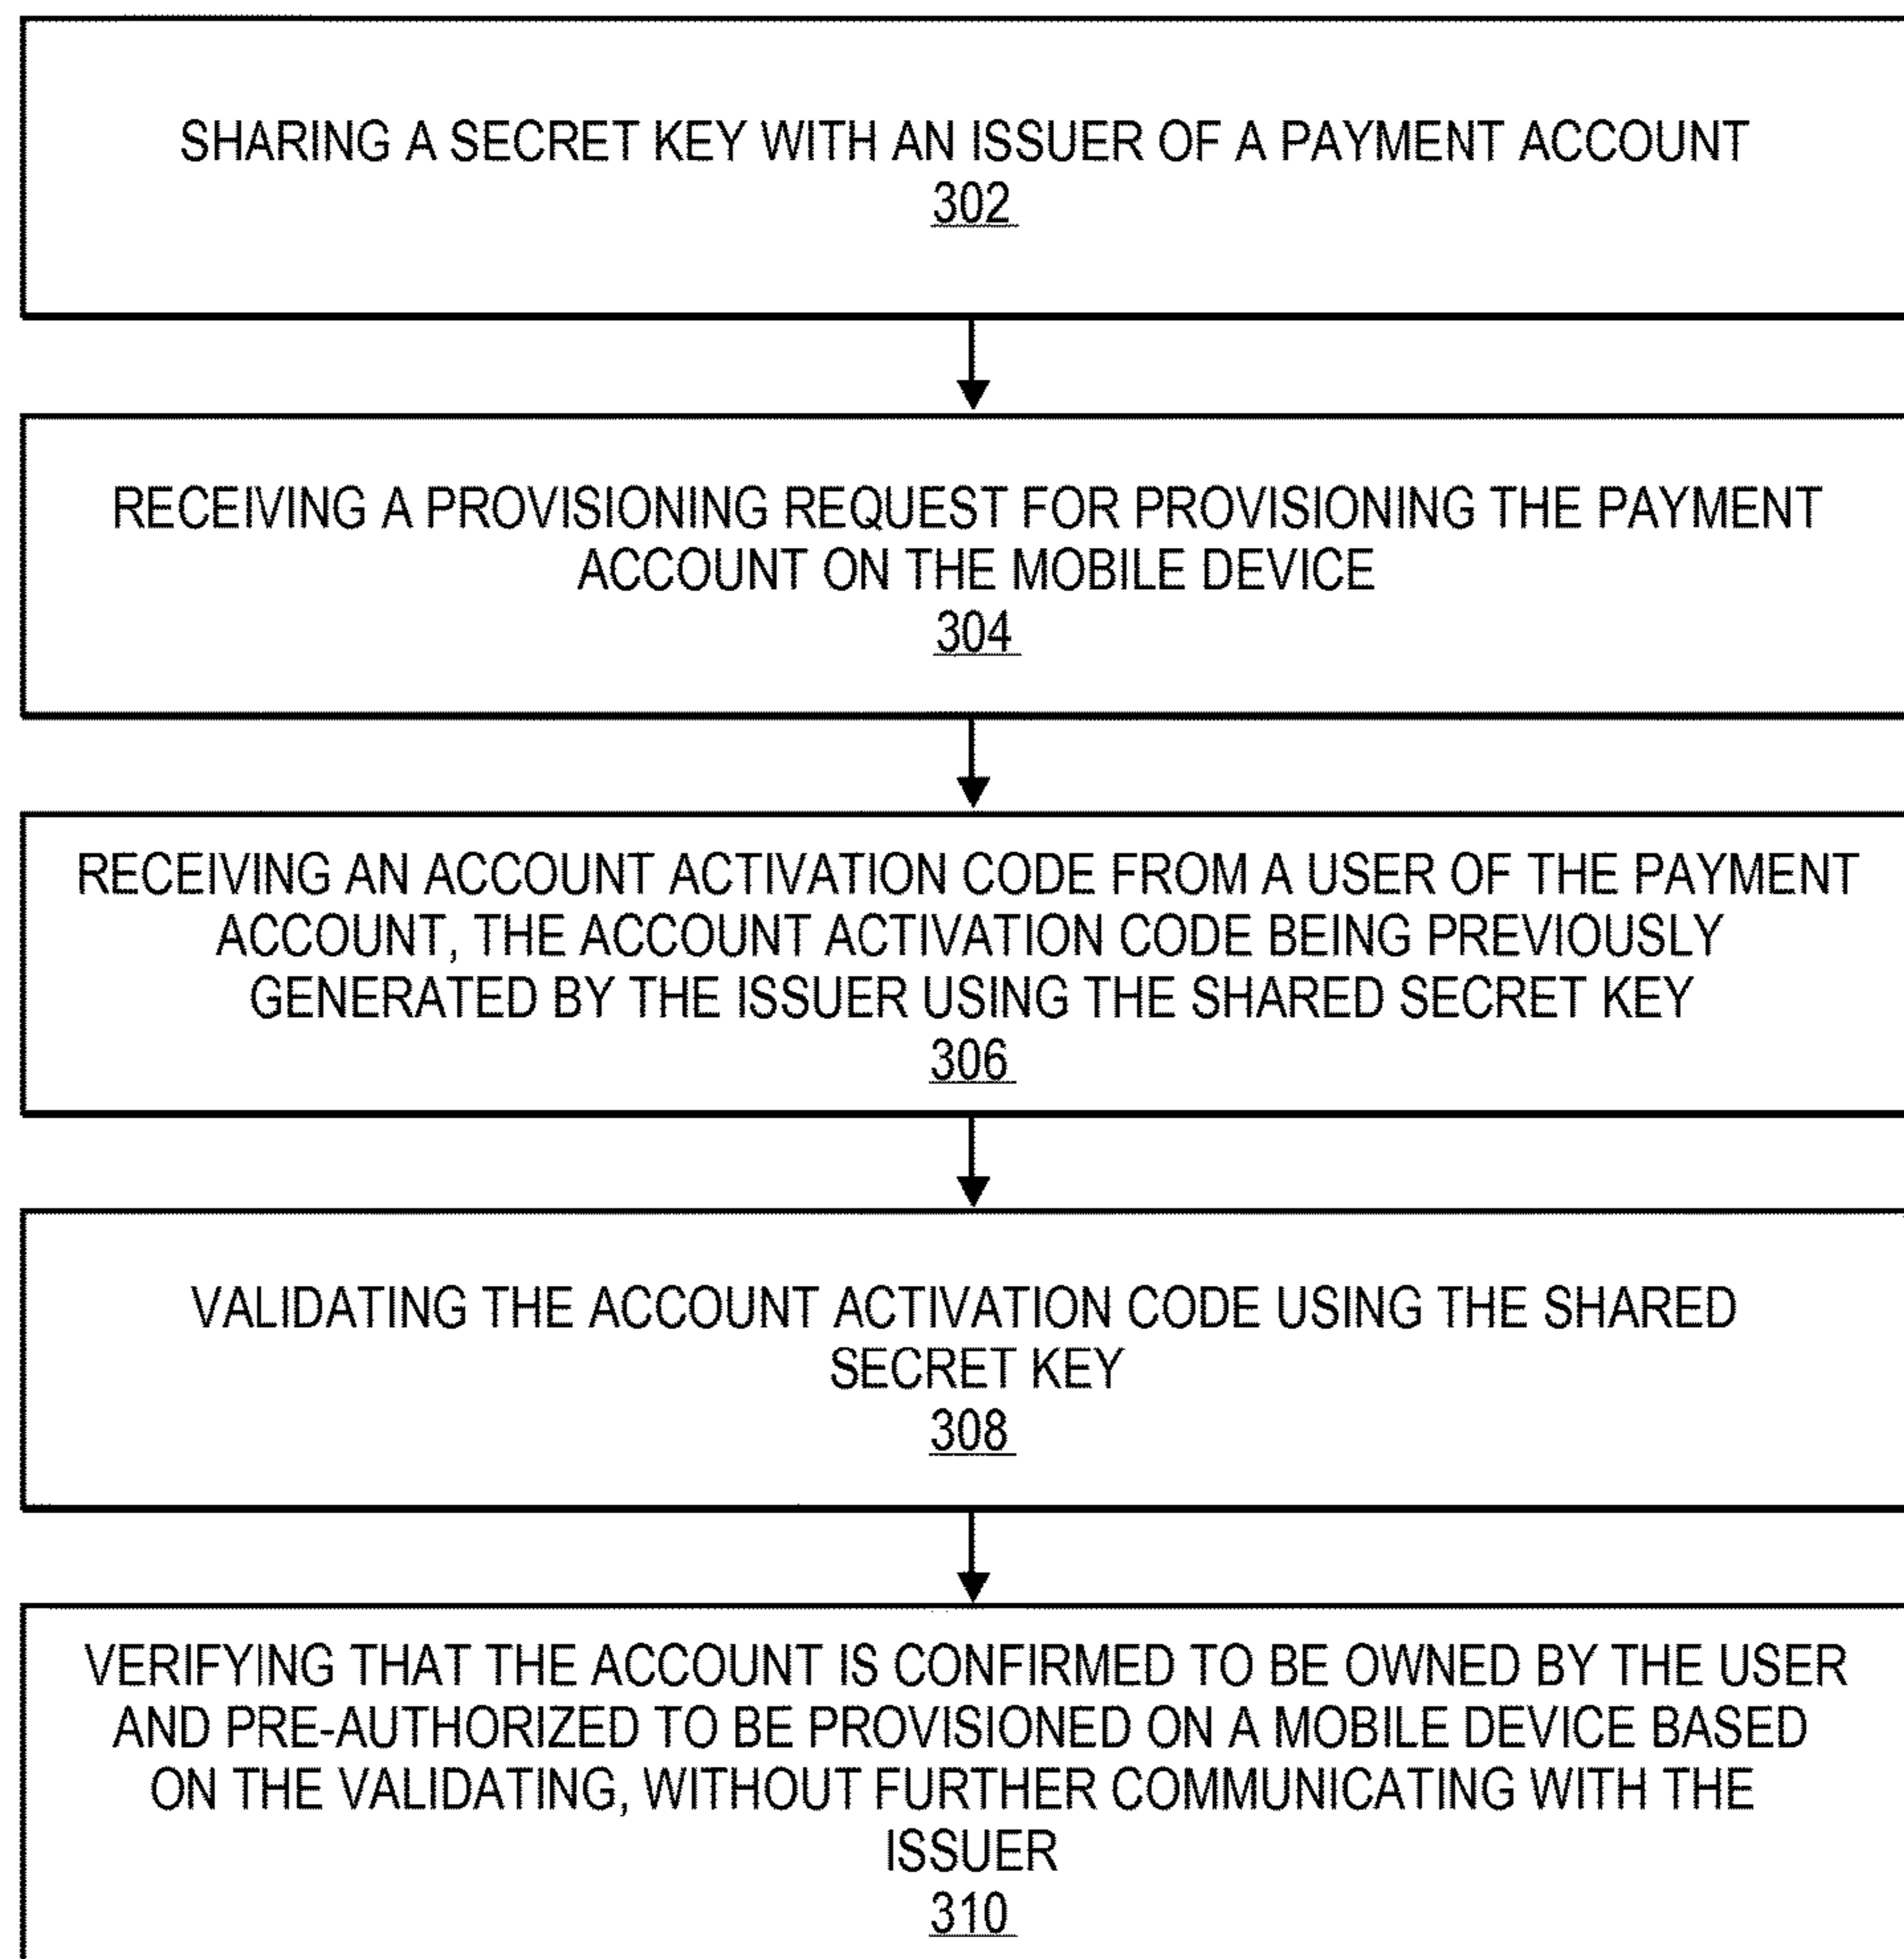 SHARING A SECRET KEY WITH AN ISSUER OF A PAYMENT ACCOUNT
302
RECEIVING A PROVISIONING REQUEST FOR PROVISIONING THE PAYMENT
ACCOUNT ON THE MOBILE DEVICE
304
RECEIVING AN ACCOUNT ACTIVATION CODE FROM A USER OF THE PAYMENT
ACCOUNT, THE ACCOUNT ACTIVATION CODE BEING PREVIOUSLY
GENERATED BY THE ISSUER USING THE SHARED SECRET KEY
306
VALIDATING THE ACCOUNT ACTIVATION CODE USING THE SHARED
SECRET KEY
308
VERIFYING THAT THE ACCOUNT IS CONFIRMED TO BE OWNED BY THE USER
AND PRE-AUTHORIZED TO BE PROVISIONED ON A MOBILE DEVICE BASED
ON THE VALIDATING, WITHOUT FURTHER COMMUNICATING WITH THE
ISSUER
310